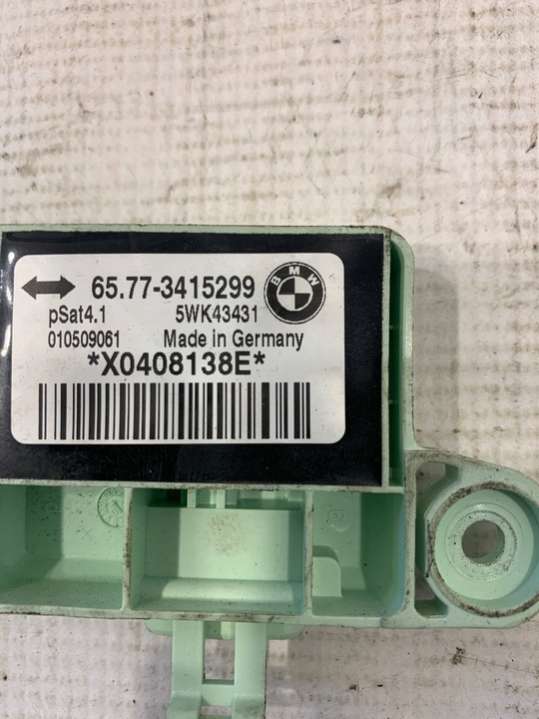 65.77-3415299
BMW
pSat4.1 5WK43431
010509061 Made in Germany
*X0408138E*